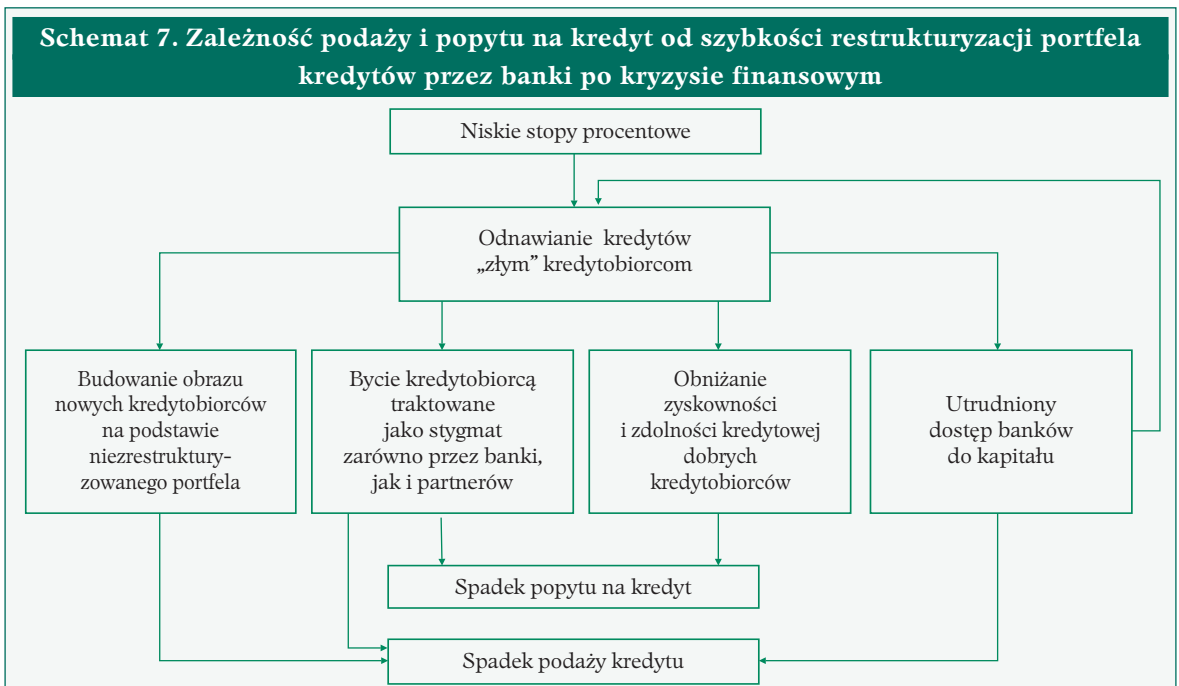 Schemat 7. Zależność podaży i popytu na kredyt od szybkości restrukturyzacji portfela
kredytów przez banki po kryzysie finansowym
Niskie stopy procentowe
Odnawianie kredytów
„złym” kredytobiorcom
Budowanie obrazu
nowych kredytobiorców
na podstawie
niezrestruktury-
zowanego portfela
Bycie kredytobiorcą
traktowane
jako stygmat
zarówno przez banki,
jak i partnerów
Obniżanie
zyskowności
i zdolności kredytowej
dobrych
kredytobiorców
Utrudniony
dostęp banków
do kapitału
Spadek popytu na kredyt
Spadek podaży kredytu